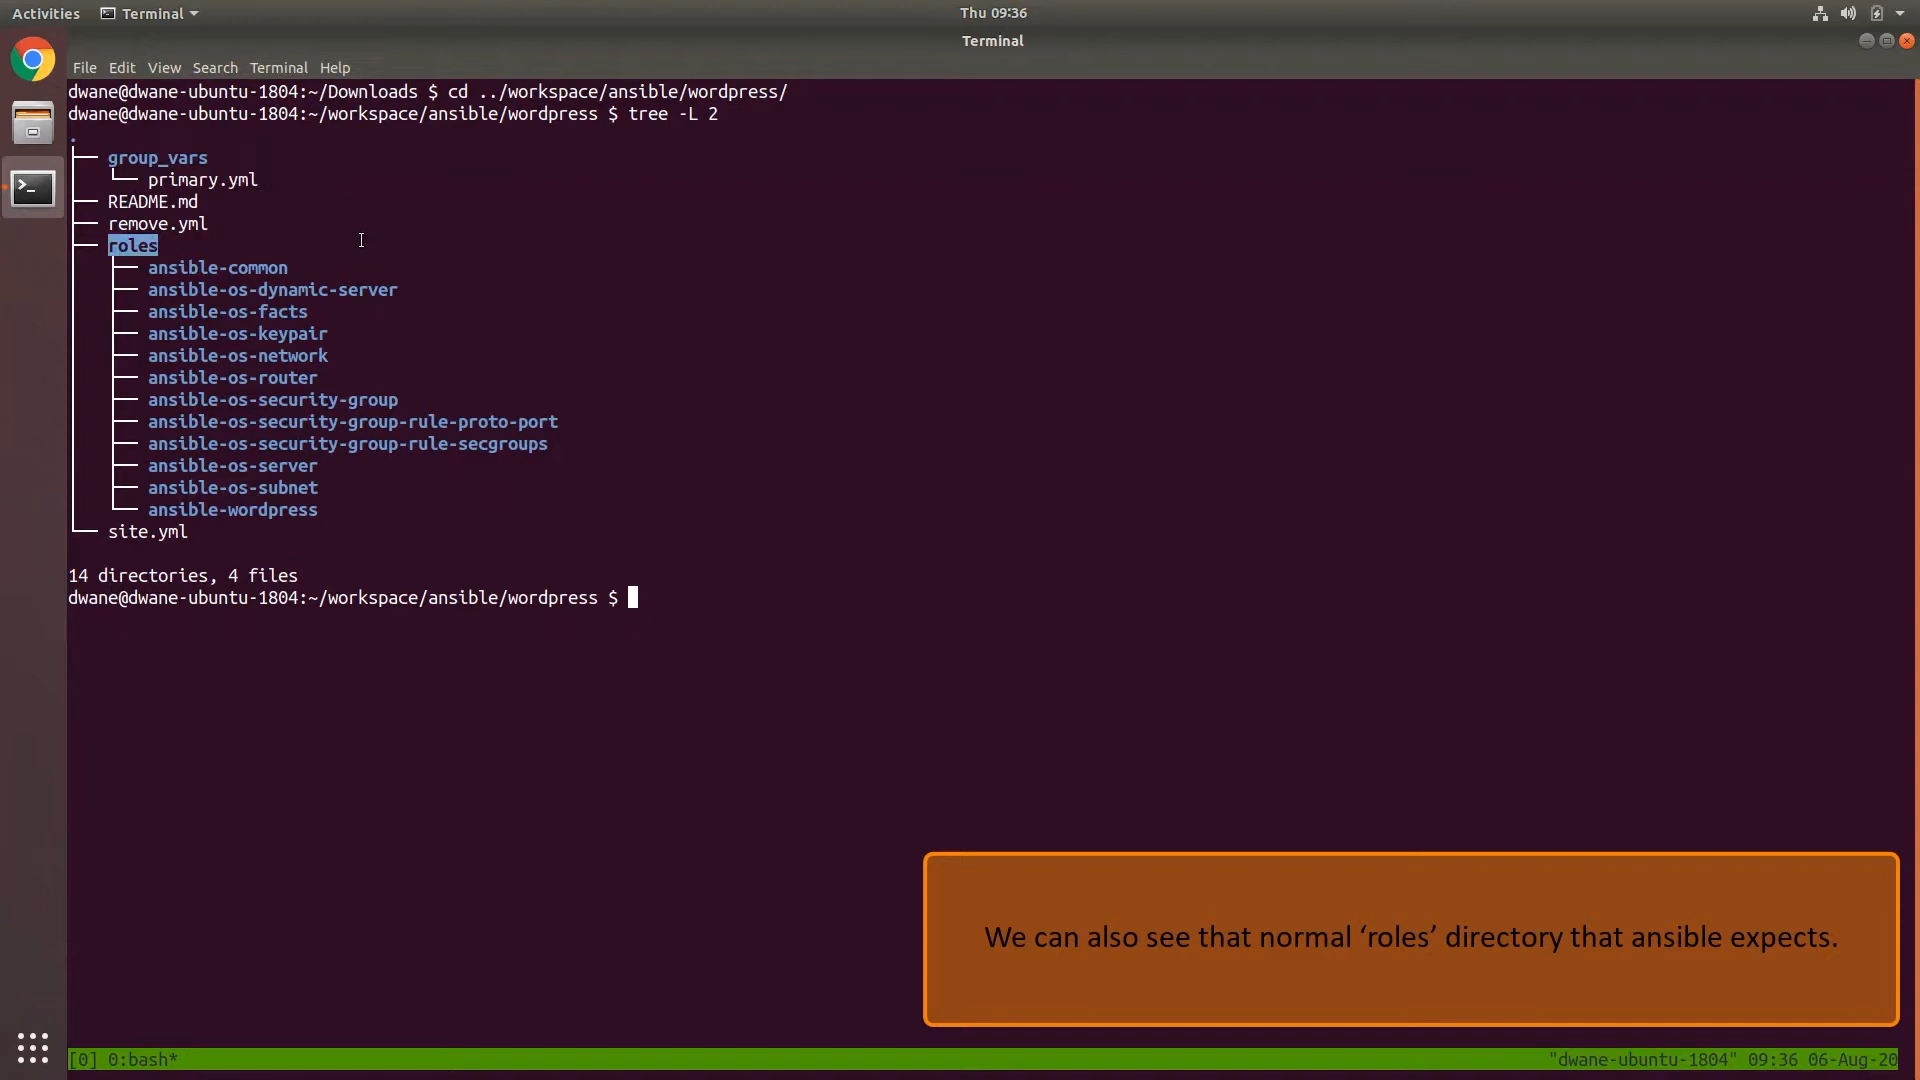 Activities Terminal Thu 09:36
Terminal
File Edit View Search Terminal Help
dwane@dwane-ubuntu-1804:~/Downloads $ cd ../workspace/ansible/wordpress/
dwane@dwane-ubuntu-1804:~/workspace/ansible/wordpress $ tree -L 2
.
├── group_vars
│   └── primary.yml
├── README.md
├── remove.yml
├── roles
│   ├── ansible-common
│   ├── ansible-os-dynamic-server
│   ├── ansible-os-facts
│   ├── ansible-os-keypair
│   ├── ansible-os-network
│   ├── ansible-os-router
│   ├── ansible-os-security-group
│   ├── ansible-os-security-group-rule-proto-port
│   ├── ansible-os-security-group-rule-secgroups
│   ├── ansible-os-server
│   ├── ansible-os-subnet
│   └── ansible-wordpress
└── site.yml
14 directories, 4 files
dwane@dwane-ubuntu-1804:~/workspace/ansible/wordpress $
We can also see that normal ‘roles’ directory that ansible expects.
[0] 0:bash* "dwane-ubuntu-1804" 09:36 06-Aug-20